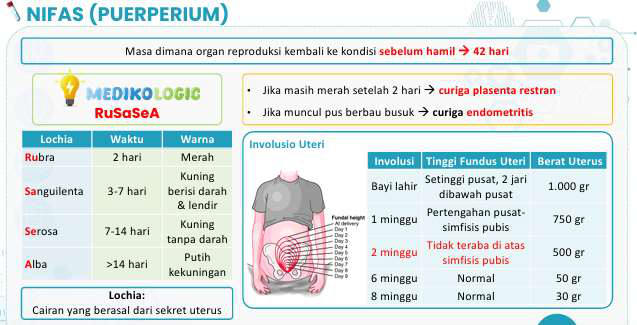 NIFAS (PUERPERIUM)
Masa dimana organ reproduksi kembali ke kondisi sebelum hamil → 42 hari
MEDIKOLOGIC
RuSaSeA
• Jika masih merah setelah 2 hari → curiga plasenta restran
• Jika muncul pus berbau busuk → curiga endometritis
Lochia Waktu Warna
Rubra 2 hari Merah
Sanguilenta 3-7 hari Kuning berisi darah & lendir
Serosa 7-14 hari Kuning tanpa darah
Alba >14 hari Putih kekuningan
Lochia:
Cairan yang berasal dari sekret uterus
Involusio Uteri
Fundal height
At delivery
Day 1
Day 2
Day 3
Day 4
Day 5
Day 6
Day 7
Day 8
Day 9
Involusi Tinggi Fundus Uteri Berat Uterus
Bayi lahir Setinggi pusat, 2 jari dibawah pusat 1.000 gr
1 minggu Pertengahan pusat-simfisis pubis 750 gr
2 minggu Tidak teraba di atas simfisis pubis 500 gr
6 minggu Normal 50 gr
8 minggu Normal 30 gr